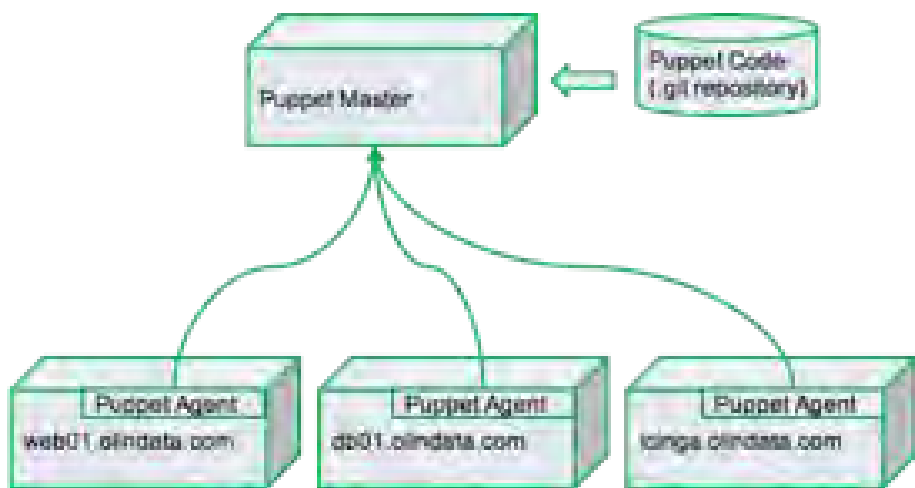 Puppet Master
Puppet Code
(.git repository)
Puppet Agent
web01.olindata.com
Puppet Agent
db01.olindata.com
Puppet Agent
icinga.olindata.com